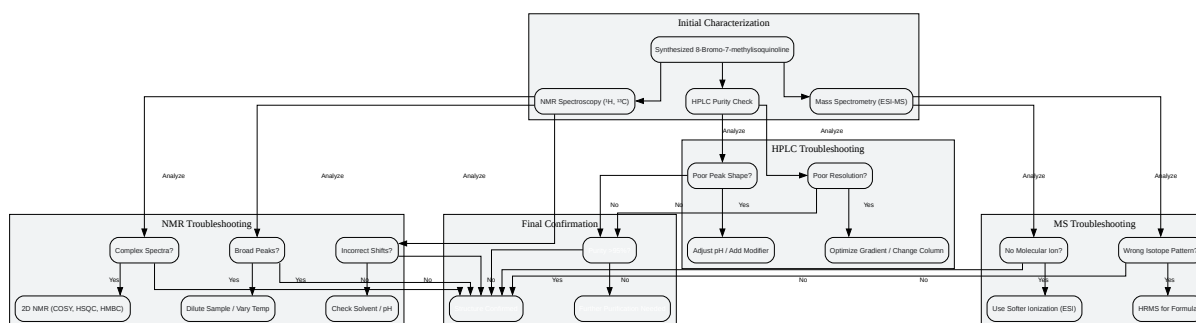 Initial Characterization
Synthesized 8-Bromo-7-methylisoquinoline
NMR Spectroscopy (¹H, ¹³C)
HPLC Purity Check
Mass Spectrometry (ESI-MS)
Analyze
Analyze
HPLC Troubleshooting
Poor Peak Shape?
Poor Resolution?
Analyze
Analyze
Analyze
Analyze
Analyze
No
No
Yes
Yes
NMR Troubleshooting
Final Confirmation
MS Troubleshooting
Complex Spectra?
Broad Peaks?
Incorrect Shifts?
Adjust pH / Add Modifier
Optimize Gradient / Change Column
No Molecular Ion?
Wrong Isotope Pattern?
Yes
Yes
No
Yes
No
No
Yes
No
No
No
Yes
Yes
2D NMR (COSY, HSQC, HMBC)
Dilute Sample / Vary Temp
Check Solvent / pH
Use Softer Ionization (ESI)
HRMS for Formula